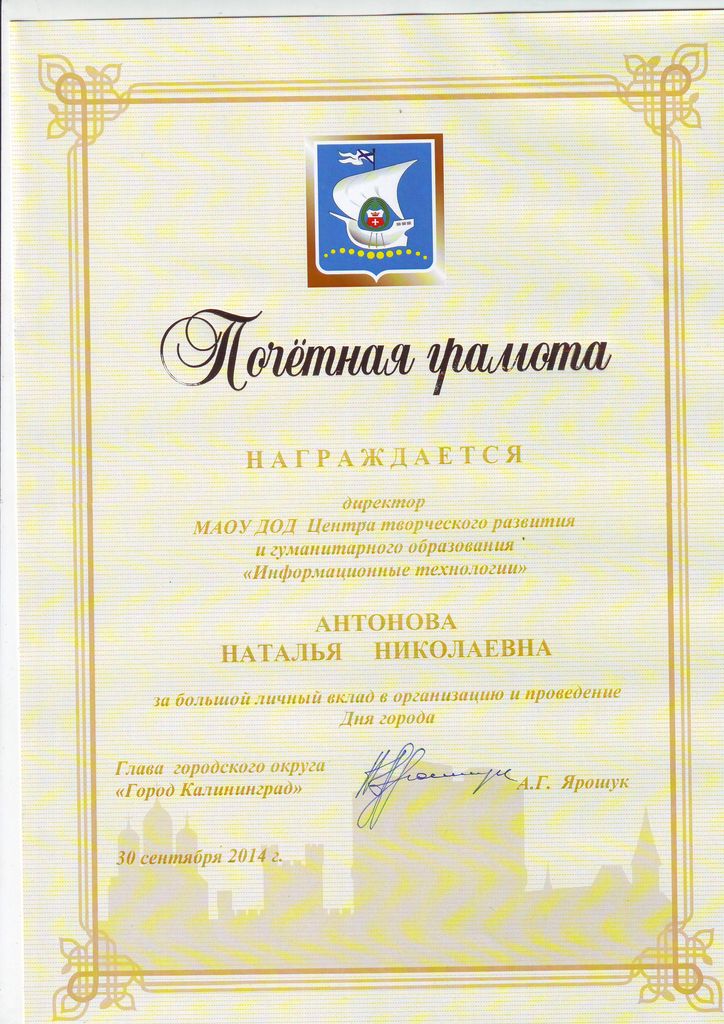 Почётная грамота
НАГРАЖДАЕТСЯ
директор
МАОУ ДОД Центра творческого развития
и гуманитарного образования
«Информационные технологии»
АНТОНОВА
НАТАЛЬЯ НИКОЛАЕВНА
за большой личный вклад в организацию и проведение
Дня города
Глава городского округа
«Город Калининград»
А.Г. Ярошук
30 сентября 2014 г.